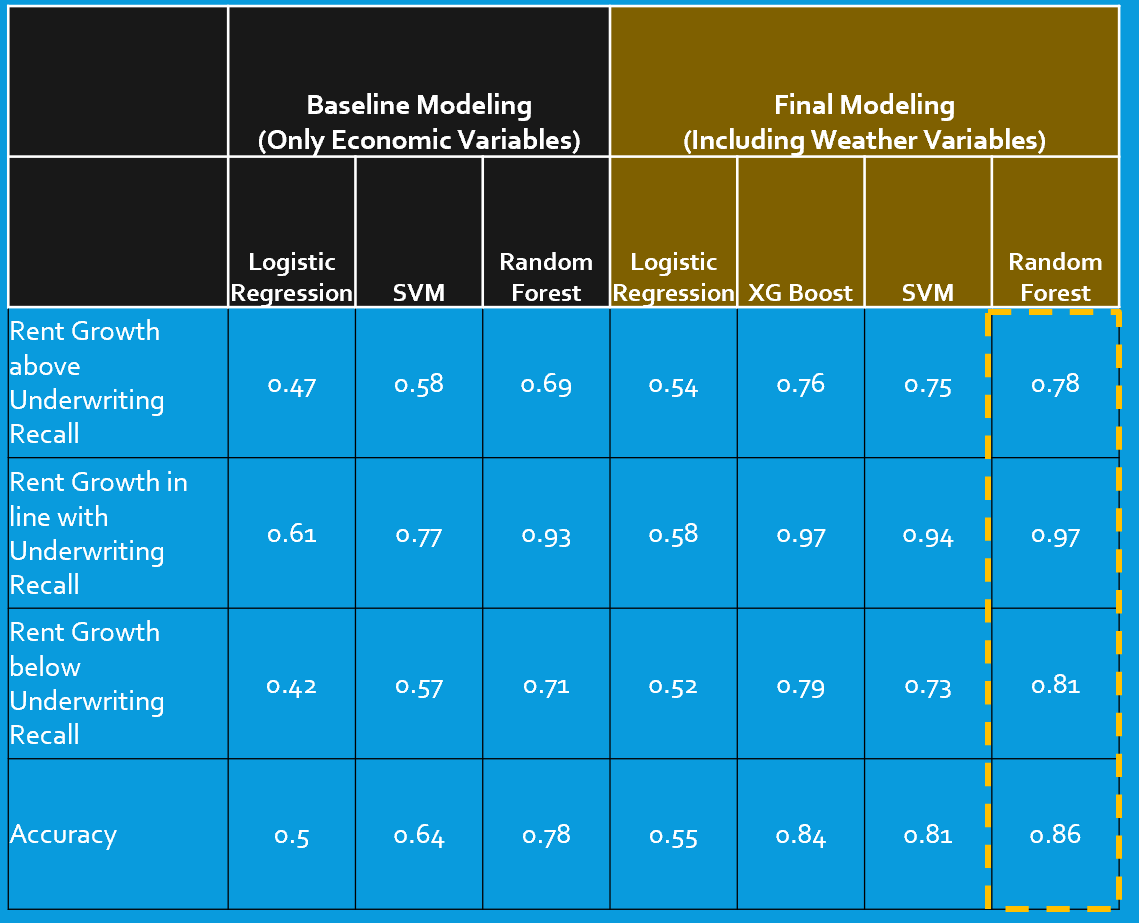 Baseline Modeling
(Only Economic Variables)
Final Modeling
(Including Weather Variables)
Logistic
Regression
SVM
Random
Forest
Logistic
Regression
XG Boost
SVM
Random
Forest
Rent Growth
above
Underwriting
Recall
0.47
0.58
0.69
0.54
0.76
0.75
0.78
Rent Growth in
line with
Underwriting
Recall
0.61
0.77
0.93
0.58
0.97
0.94
0.97
Rent Growth
below
Underwriting
Recall
0.42
0.57
0.71
0.52
0.79
0.73
0.81
Accuracy
0.5
0.64
0.78
0.55
0.84
0.81
0.86